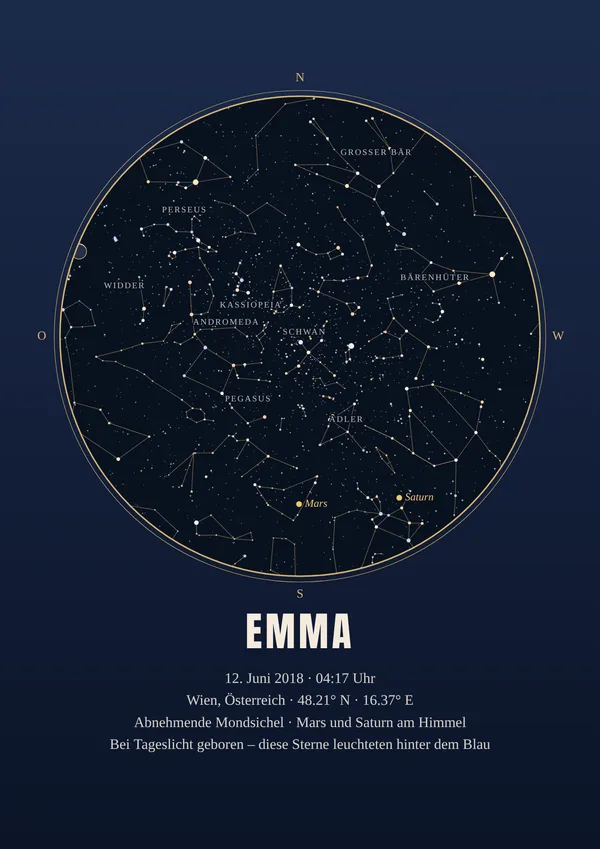 N
GROSSER BÄR
PERSEUS
BÄRENHÜTER
WIDDER
KASSIOPEIA
ANDROMEDA
SCHWAN
O
W
PEGASUS
ADLER
Saturn
Mars
S
EMMA
12. Juni 2018 · 04:17 Uhr
Wien, Österreich · 48.21° N · 16.37° E
Abnehmende Mondsichel · Mars und Saturn am Himmel
Bei Tageslicht geboren – diese Sterne leuchteten hinter dem Blau